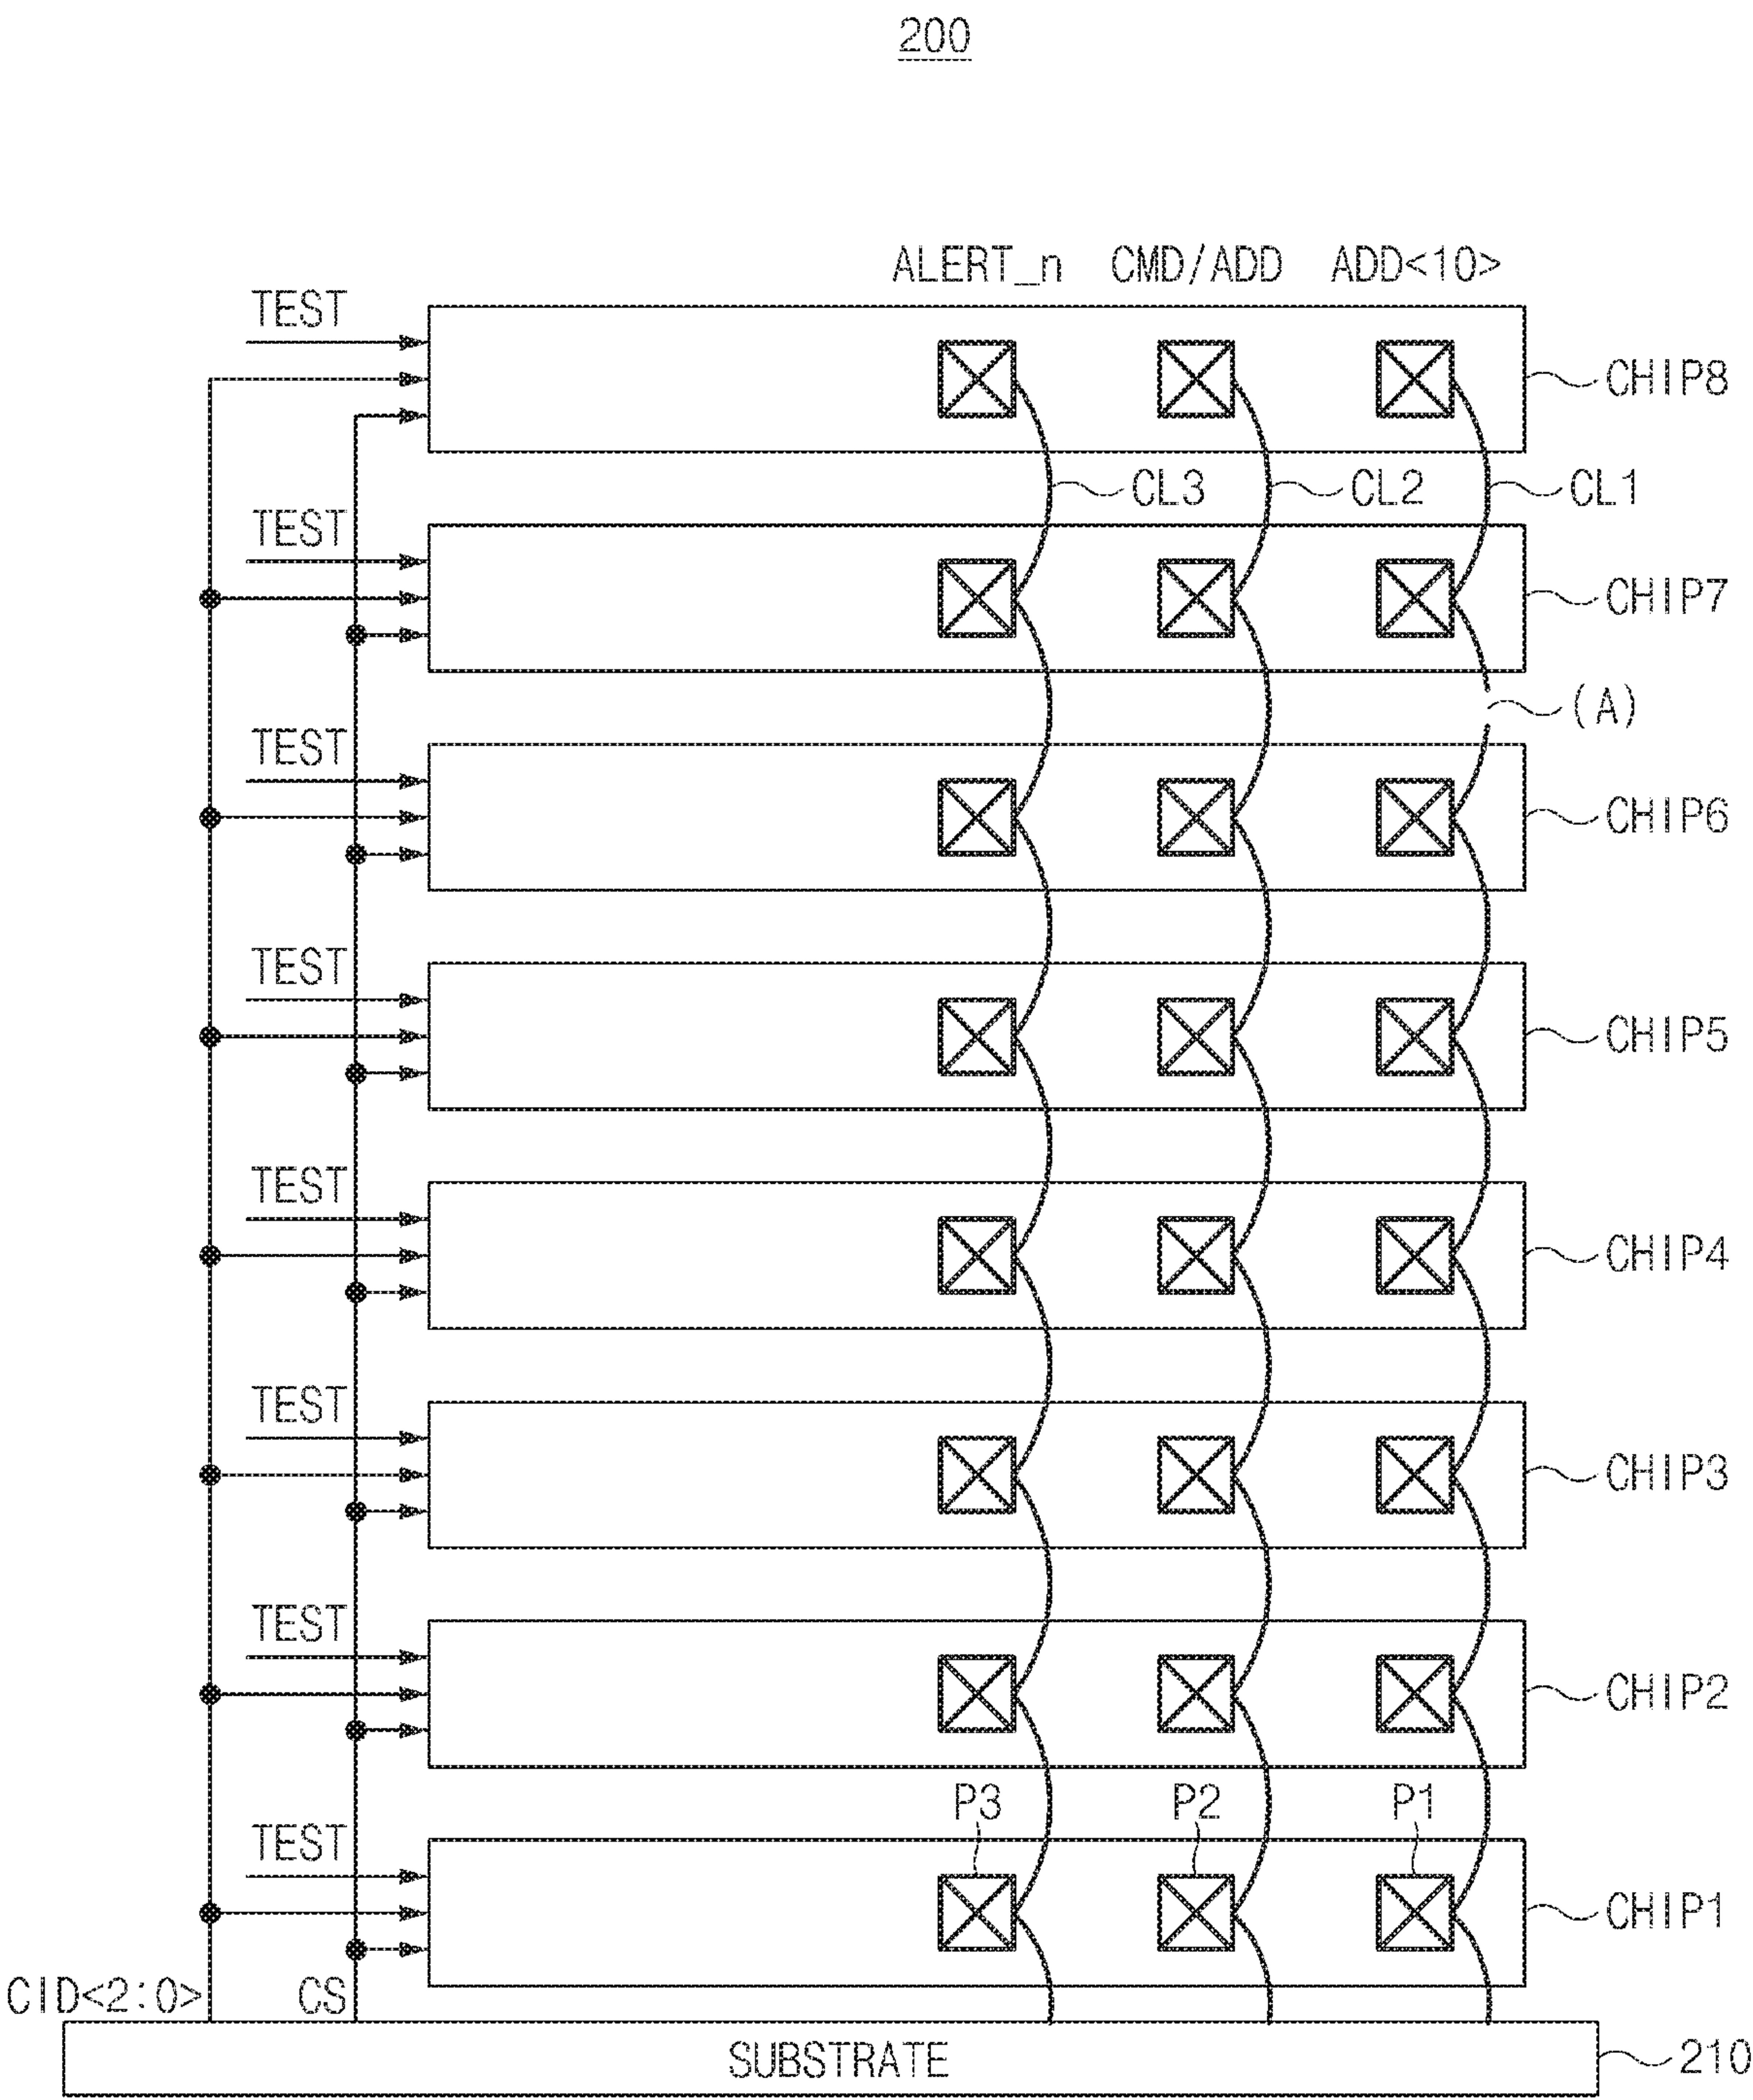 200
ALERT_n CMD/ADD ADD<10>
TEST
CHIP8
CL3 CL2 CL1
TEST
CHIP7
(A)
TEST
CHIP6
TEST
CHIP5
TEST
CHIP4
TEST
CHIP3
TEST
CHIP2
P3 P2 P1
TEST
CHIP1
CID<2:0> CS
SUBSTRATE
210